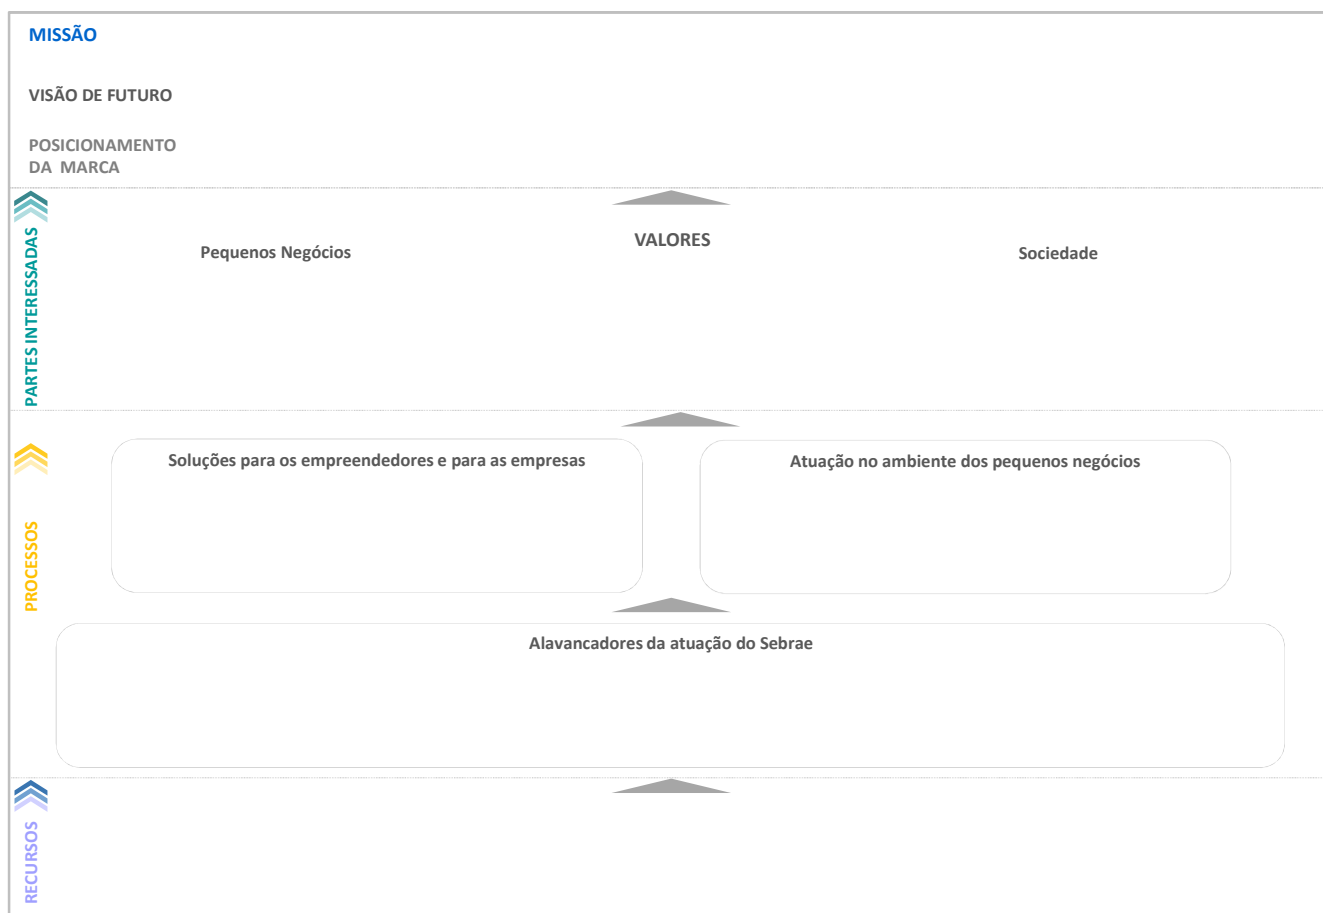 MISSÃO
VISÃO DE FUTURO
POSICIONAMENTO
DA MARCA
PARTES INTERESSADAS
Pequenos Negócios
VALORES
Sociedade
PROCESSOS
Soluções para os empreendedores e para as empresas
Atuação no ambiente dos pequenos negócios
Alavancadores da atuação do Sebrae
RECURSOS